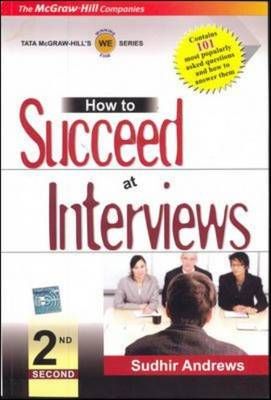 The McGraw-Hill Companies
TATA McGRAW-HILL'S WE SERIES
Contains
101
most popularly
asked questions
and how to
answer them
How to
Succeed
at
Interviews
2ND
SECOND
Sudhir Andrews